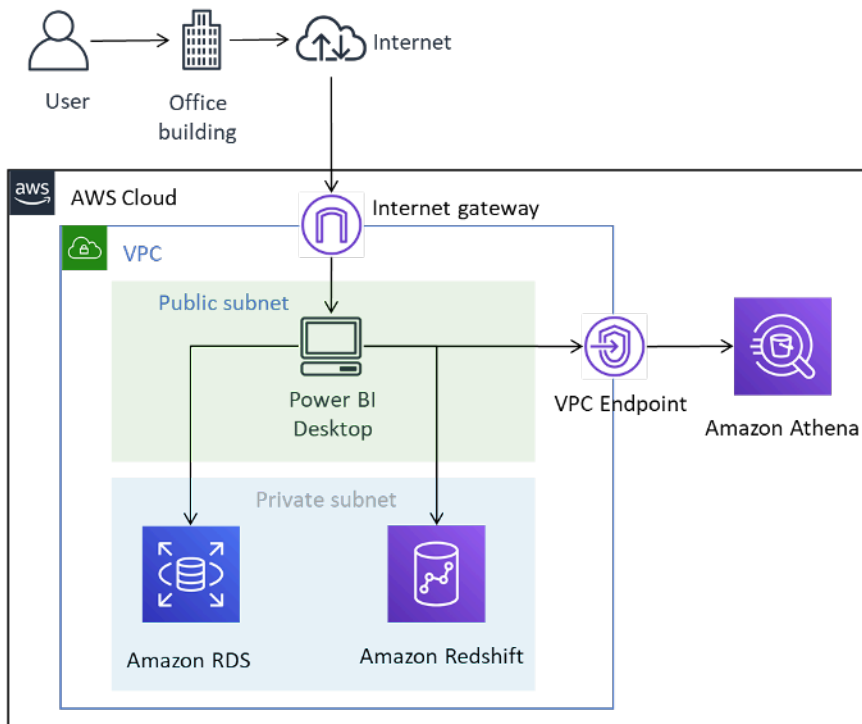 User
Office
building
Internet
aws
AWS Cloud
Internet gateway
VPC
Public subnet
Power BI
Desktop
VPC Endpoint
Amazon Athena
Private subnet
Amazon RDS
Amazon Redshift